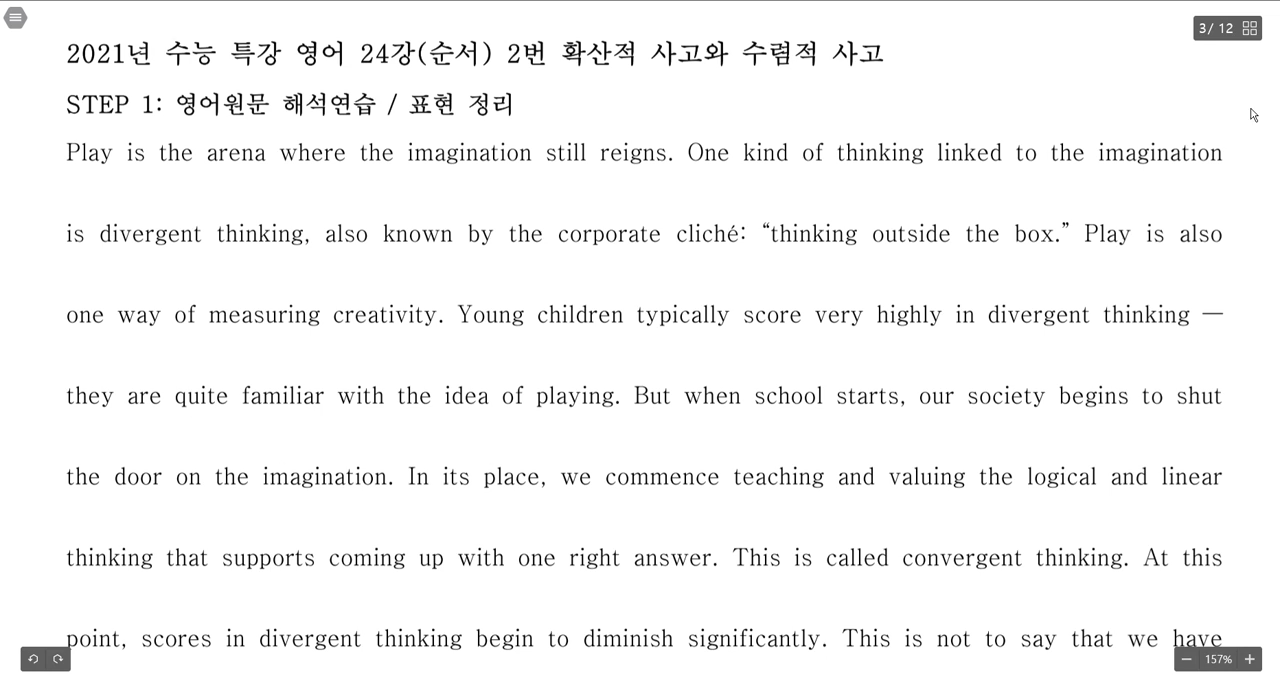 3/ 12
2021년 수능 특강 영어 24강(순서) 2번 확산적 사고와 수렴적 사고
STEP 1: 영어원문 해석연습 / 표현 정리
Play is the arena where the imagination still reigns. One kind of thinking linked to the imagination
is divergent thinking, also known by the corporate cliché: “thinking outside the box.” Play is also
one way of measuring creativity. Young children typically score very highly in divergent thinking —
they are quite familiar with the idea of playing. But when school starts, our society begins to shut
the door on the imagination. In its place, we commence teaching and valuing the logical and linear
thinking that supports coming up with one right answer. This is called convergent thinking. At this
point, scores in divergent thinking begin to diminish significantly. This is not to say that we have
157%